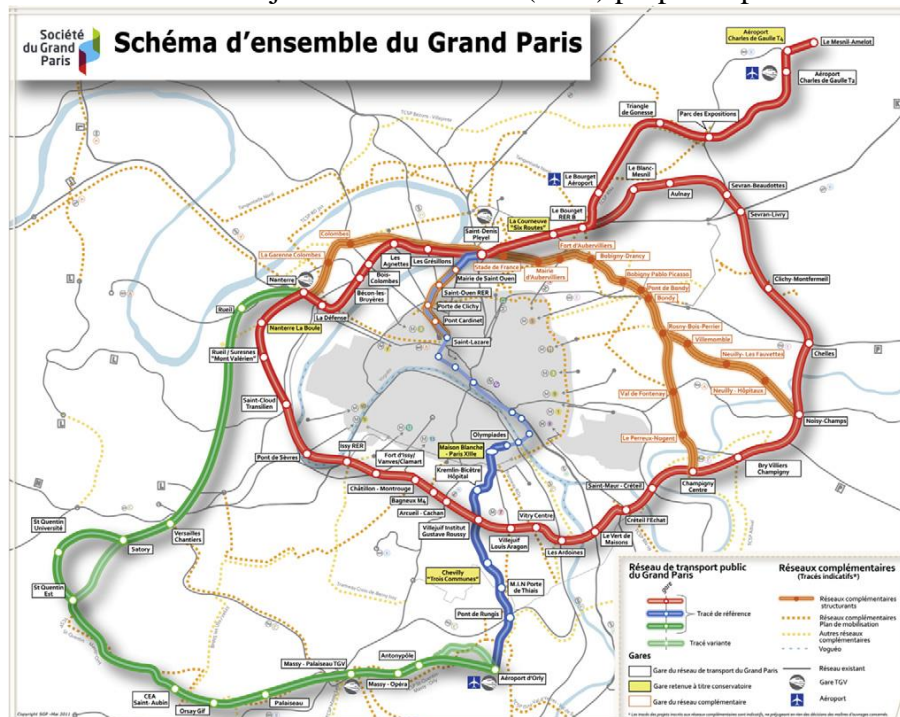 Société
du Grand
Paris
Schéma d'ensemble du Grand Paris
Aéroport
Charles de Gaulle T4
Le Mesnil-Amelot
Aéroport
Charles de Gaulle T2
Triangle
de Gonesse
Parc des Expositions
Le Bourget
Aéroport
Le Blanc-
Mesnil
Aulnay
Sevran-Beaudottes
Sevran-Livry
La Courneuve
"Six Routes"
Le Bourget
RER B
Saint-Denis
Pleyel
Colombes
La Garenne Colombes
Les
Agnettes
Les Grésillons
Bois-
Colombes
Bécon-les-
Bruyères
Stade de France
Mairie
d'Aubervilliers
Fort d'Aubervilliers
Bobigny-Drancy
Bobigny Pablo Picasso
Pont de Bondy
Bondy
Mairie de Saint Ouen
Saint-Ouen RER
Porte de Clichy
Pont Cardinet
Saint-Lazare
Clichy-Montfermeil
Nanterre
La Défense
Rueil
Nanterre La Boule
Rueil / Suresnes
"Mont Valérien"
Rosny-Bois-Perrier
Villemomble
Neuilly- Les Fauvettes
Neuilly - Hôpitaux
Chelles
Val de Fontenay
Noisy-Champs
Saint-Cloud
Transilien
Le Perreux-Nogent
Olympiades
Maison Blanche -
Paris XIIIe
Kremlin-Bicêtre
Hôpital
Issy RER
Pont de Sèvres
Fort d'Issy/
Vanves/Clamart
Châtillon - Montrouge
Bagneux M4
Arcueil - Cachan
Bry Villiers
Champigny
Champigny
Centre
Saint-Maur - Créteil
Créteil l'Echat
Le Vert de
Maisons
Les Ardoines
Vitry Centre
Villejuif
Louis Aragon
Villejuif Institut
Gustave Roussy
St Quentin
Université
Satory
Versailles
Chantiers
St Quentin
Est
Chevilly
"Trois Communes"
M.I.N Porte
de Thiais
Pont de Rungis
Antonypôle
Massy - Palaiseau TGV
Massy - Opéra
Aéroport d'Orly
CEA
Saint-Aubin
Orsay Gif
Palaiseau
Réseau de transport public
du Grand Paris
gare
Tracé de référence
Tracé variante
Gares
Gare du réseau de transport du Grand Paris
Gare retenue à titre conservatoire
Gare du réseau complémentaire
Réseaux complémentaires
(Tracés indicatifs*)
Réseaux complémentaires
structurants
Réseaux complémentaires
Plan de mobilisation
Autres réseaux
complémentaires
Voguéo
Réseau existant
Gare TGV
Aéroport